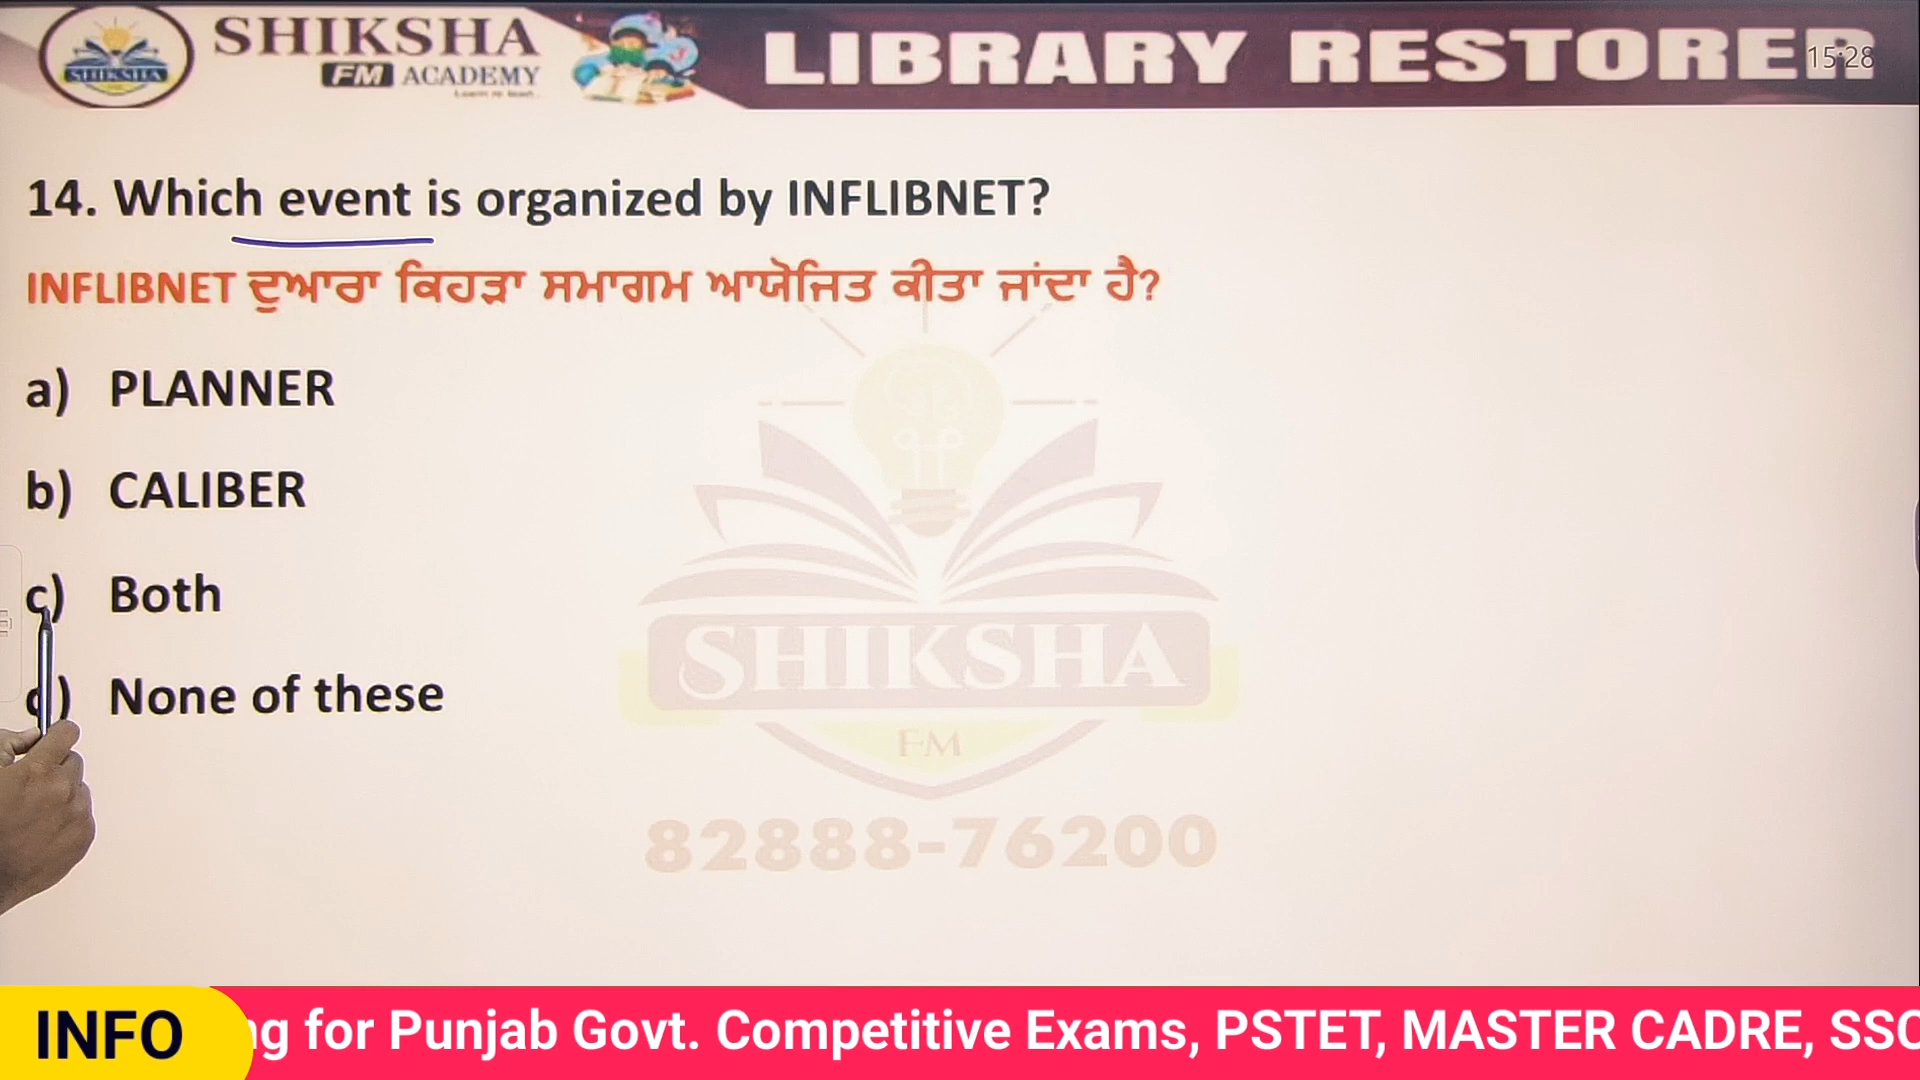 SHIKSHA
SHIKSHA
FM ACADEMY
LIBRARY RESTORER
15:28
14. Which event is organized by INFLIBNET?
INFLIBNET ਦੁਆਰਾ ਕਿਹੜਾ ਸਮਾਗਮ ਆਯੋਜਿਤ ਕੀਤਾ ਜਾਂਦਾ ਹੈ?
a) PLANNER
b) CALIBER
c) Both
d) None of these
SHIKSHA
FM
82888-76200
INFO
ng for Punjab Govt. Competitive Exams, PSTET, MASTER CADRE, SSC